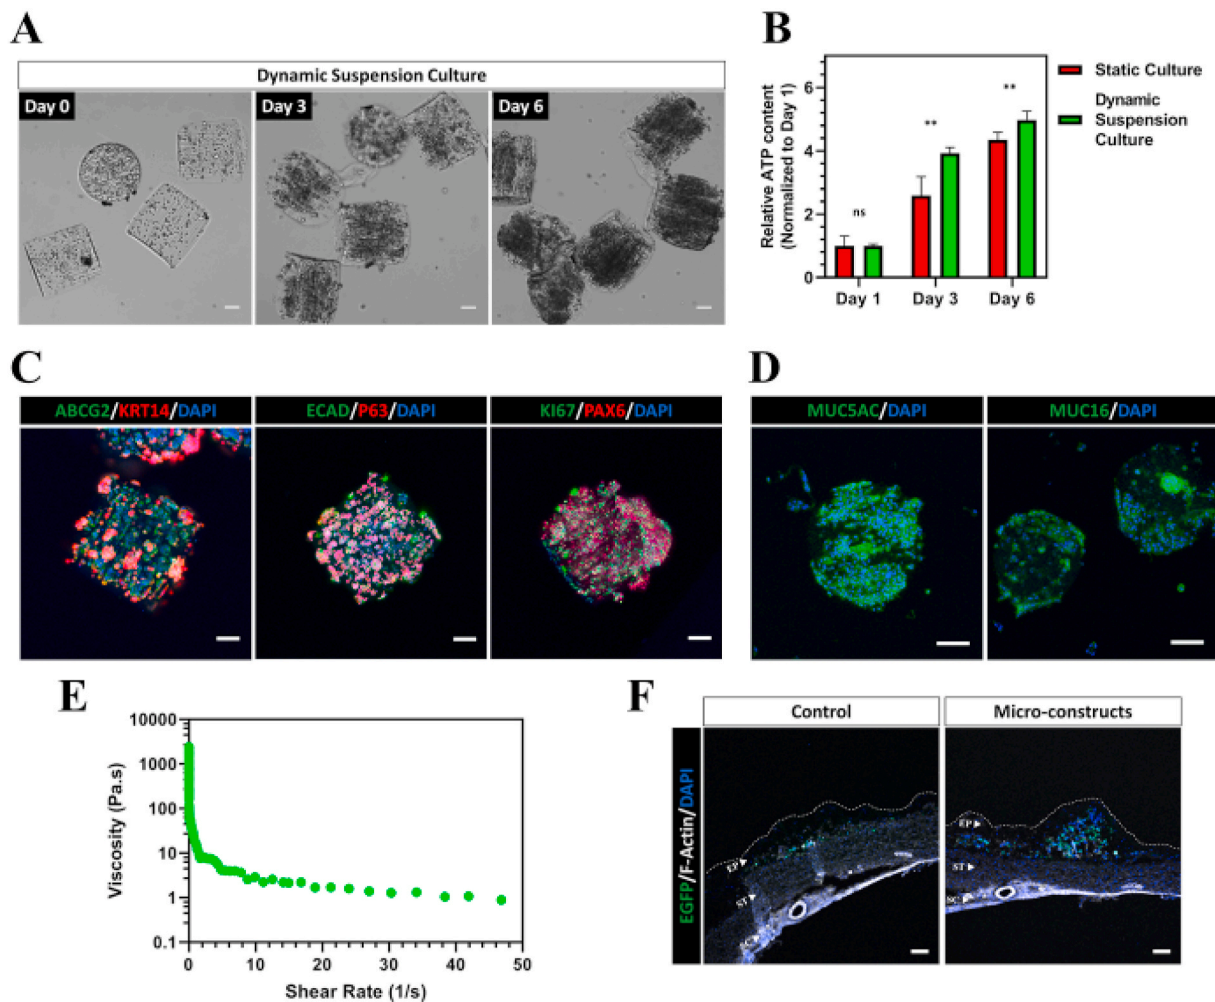 A
Dynamic Suspension Culture
Day 0
Day 3
Day 6
B
Relative ATP content
(Normalized to Day 1)
6
4
2
0
ns
**
**
Day 1
Day 3
Day 6
Static Culture
Dynamic
Suspension
Culture
C
ABCG2/KRT14/DAPI
ECAD/P63/DAPI
KI67/PAX6/DAPI
D
MUC5AC/DAPI
MUC16/DAPI
E
Viscosity (Pa.s)
10000
1000
100
10
1
0.1
0
10
20
30
40
50
Shear Rate (1/s)
F
Control
Micro-constructs
EGFP/F-Actin/DAPI
EP
ST
EP
ST
SC